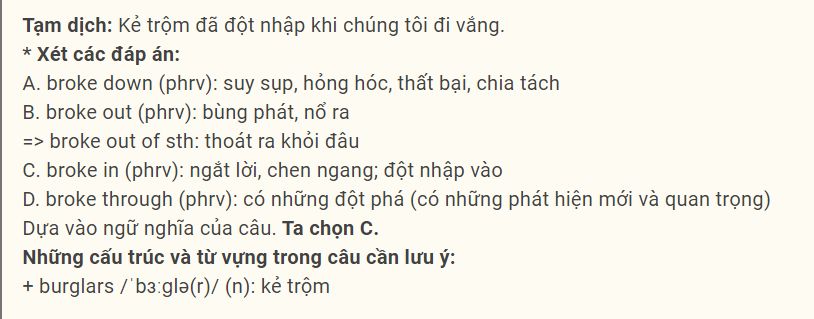 Tạm dịch: Kẻ trộm đã đột nhập khi chúng tôi đi vắng.
* Xét các đáp án:
A. broke down (phrv): suy sụp, hỏng hóc, thất bại, chia tách
B. broke out (phrv): bùng phát, nổ ra
=> broke out of sth: thoát ra khỏi đâu
C. broke in (phrv): ngắt lời, chen ngang; đột nhập vào
D. broke through (phrv): có những đột phá (có những phát hiện mới và quan trọng)
Dựa vào ngữ nghĩa của câu. Ta chọn C.
Những cấu trúc và từ vựng trong câu cần lưu ý:
+ burglars /ˈbɜːɡlə(r)/ (n): kẻ trộm